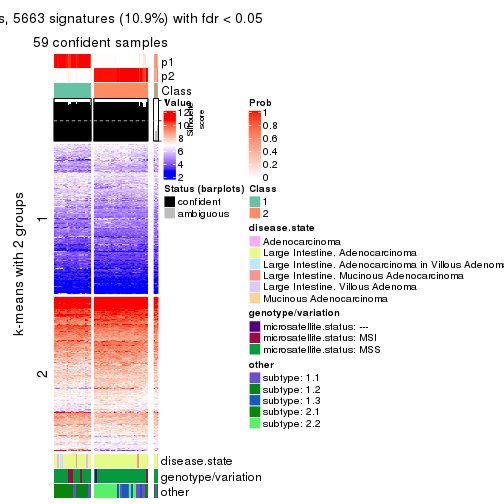 s, 5663 signatures (10.9%) with fdr < 0.05
59 confident samples
p1
p2
Class
Silhouette
score
Value
12
10
8
6
4
2
Prob
1
0.8
0.6
0.4
0.2
0
Status (barplots)
confident
ambiguous
Class
1
2
disease.state
Adenocarcinoma
Large Intestine. Adenocarcinoma
Large Intestine. Adenocarcinoma in Villous Adenom
Large Intestine. Mucinous Adenocarcinoma
Large Intestine. Villous Adenoma
Mucinous Adenocarcinoma
genotype/variation
microsatellite.status: ---
microsatellite.status: MSI
microsatellite.status: MSS
other
subtype: 1.1
subtype: 1.2
subtype: 1.3
subtype: 2.1
subtype: 2.2
k-means with 2 groups
1
2
disease.state
genotype/variation
other